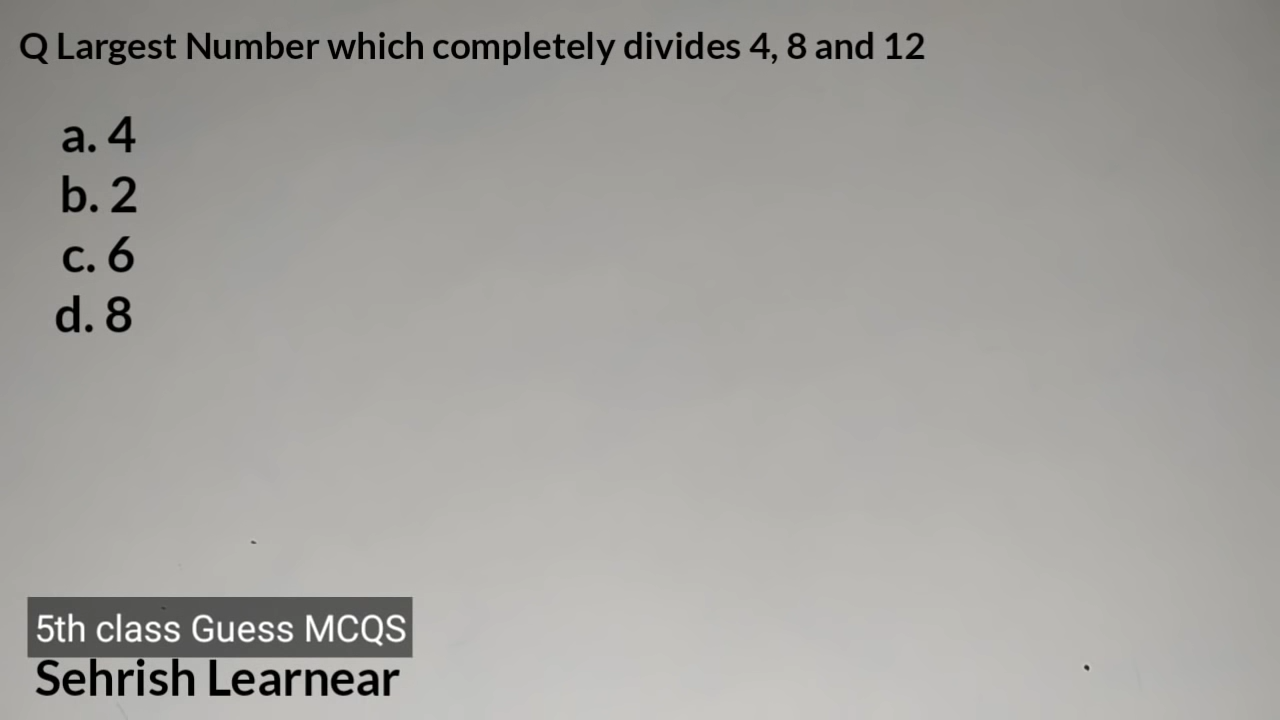 Q Largest Number which completely divides 4, 8 and 12
a. 4
b. 2
c. 6
d. 8
5th class Guess MCQS
Sehrish Learnear